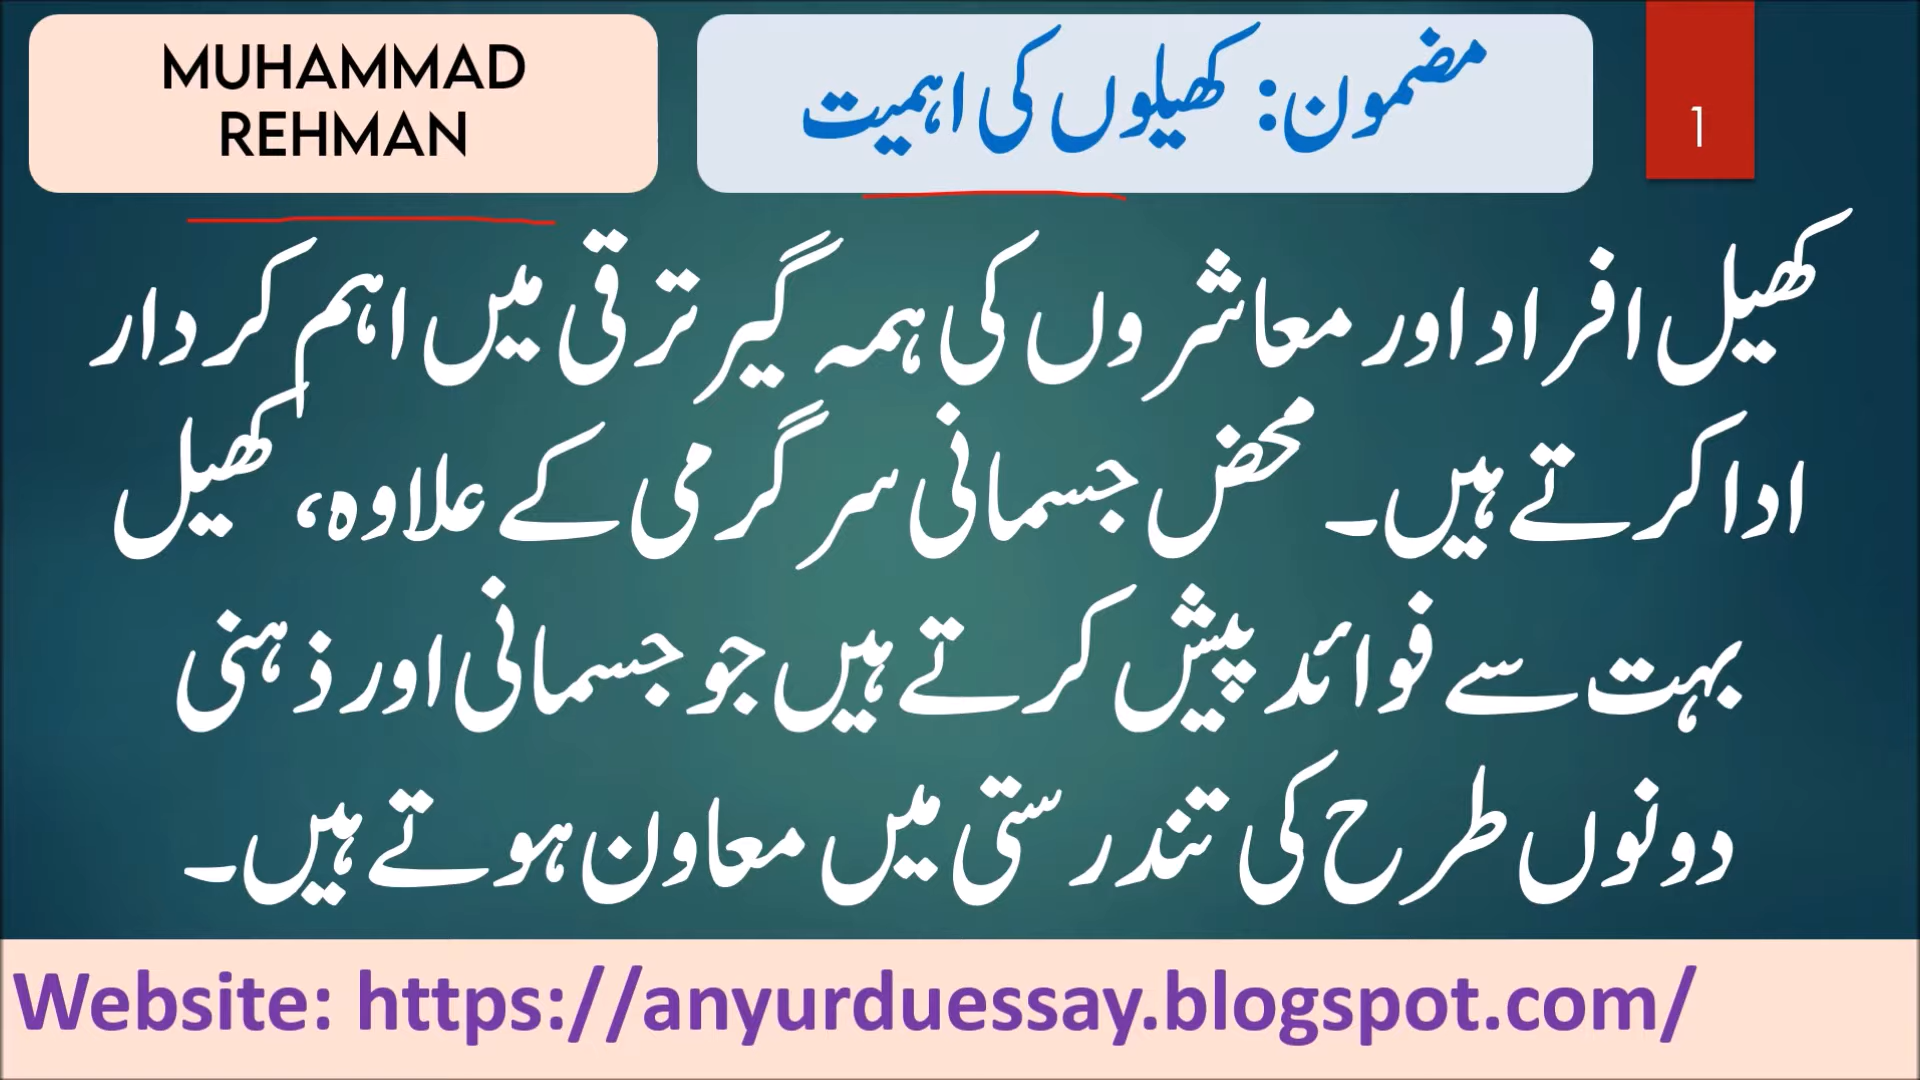 MUHAMMAD
REHMAN
مضمون: کھیلوں کی اہمیت
1
کھیل افراد اور معاشروں کی ہمہ گیر ترقی میں اہم کردار
ادا کرتے ہیں۔ محض جسمانی سرگرمی کے علاوہ، کھیل
بہت سے فوائد پیش کرتے ہیں جو جسمانی اور ذہنی
دونوں طرح کی تندرستی میں معاون ہوتے ہیں۔
Website: https://anyurduessay.blogspot.com/